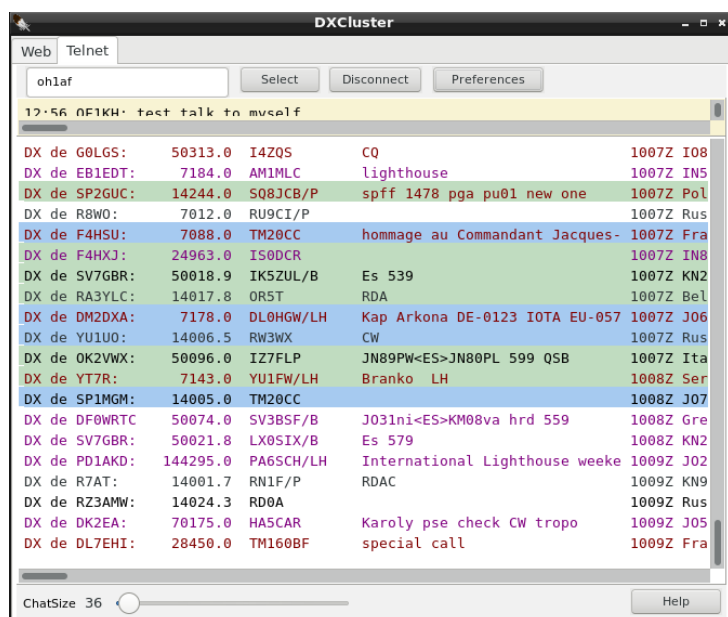 DXCluster
Web Telnet
oh1af Select Disconnect Preferences
12:56 OF1KH: test talk to myself
DX de G0LGS: 50313.0 I4ZQS CQ 1007Z IO8
DX de EB1EDT: 7184.0 AM1MLC lighthouse 1007Z IN5
DX de SP2GUC: 14244.0 SQ8JCB/P spff 1478 pga pu01 new one 1007Z Pol
DX de R8WO: 7012.0 RU9CI/P 1007Z Rus
DX de F4HSU: 7088.0 TM20CC hommage au Commandant Jacques- 1007Z Fra
DX de F4HXJ: 24963.0 IS0DCR 1007Z IN8
DX de SV7GBR: 50018.9 IK5ZUL/B Es 539 1007Z KN2
DX de RA3YLC: 14017.8 OR5T RDA 1007Z Bel
DX de DM2DXA: 7178.0 DL0HGW/LH Kap Arkona DE-0123 IOTA EU-057 1007Z JO6
DX de YU1UO: 14006.5 RW3WX CW 1007Z Rus
DX de OK2VWX: 50096.0 IZ7FLP JN89PW<ES>JN80PL 599 QSB 1007Z Ita
DX de YT7R: 7143.0 YU1FW/LH Branko LH 1008Z Ser
DX de SP1MGM: 14005.0 TM20CC 1008Z JO7
DX de DF0WRTC 50074.0 SV3BSF/B JO31ni<ES>KM08va hrd 559 1008Z Gre
DX de SV7GBR: 50021.8 LX0SIX/B Es 579 1008Z KN2
DX de PD1AKD: 144295.0 PA6SCH/LH International Lighthouse weeke 1009Z JO2
DX de R7AT: 14001.7 RN1F/P RDAC 1009Z KN9
DX de RZ3AMW: 14024.3 RD0A 1009Z Rus
DX de DK2EA: 70175.0 HA5CAR Karoly pse check CW tropo 1009Z JO5
DX de DL7EHI: 28450.0 TM160BF special call 1009Z Fra
ChatSize 36 Help